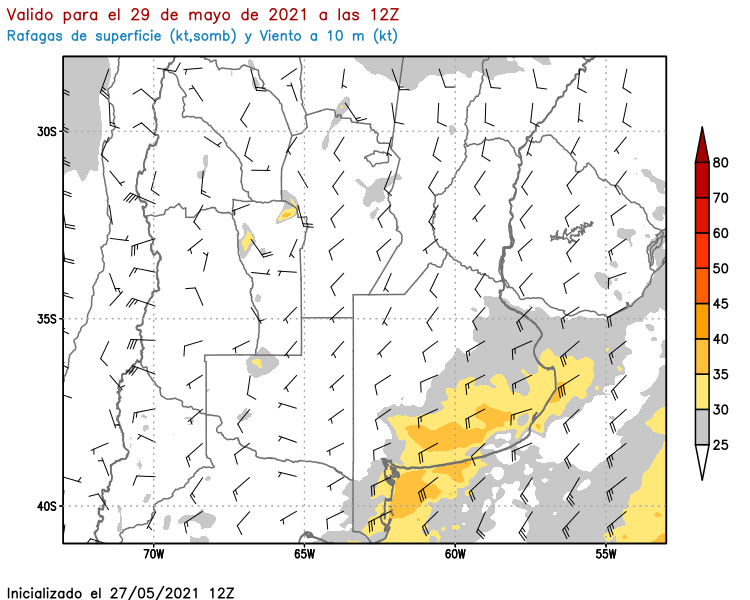 Valido para el 29 de mayo de 2021 a las 12Z
Rafagas de superficie (kt,somb) y Viento a 10 m (kt)
30S
35S
40S
70W
65W
60W
55W
80
70
60
50
60
45
40
35
30
25
Inicializado el 27/05/2021 12Z